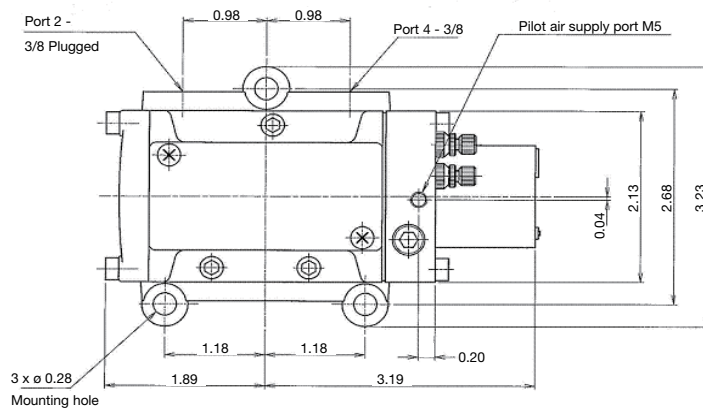 0.98 0.98
Port 2 -
3/8 Plugged
Port 4 - 3/8
Pilot air supply port M5
0.04
2.13
2.68
3.23
1.18 1.18
0.20
1.89 3.19
3 x ø 0.28
Mounting hole